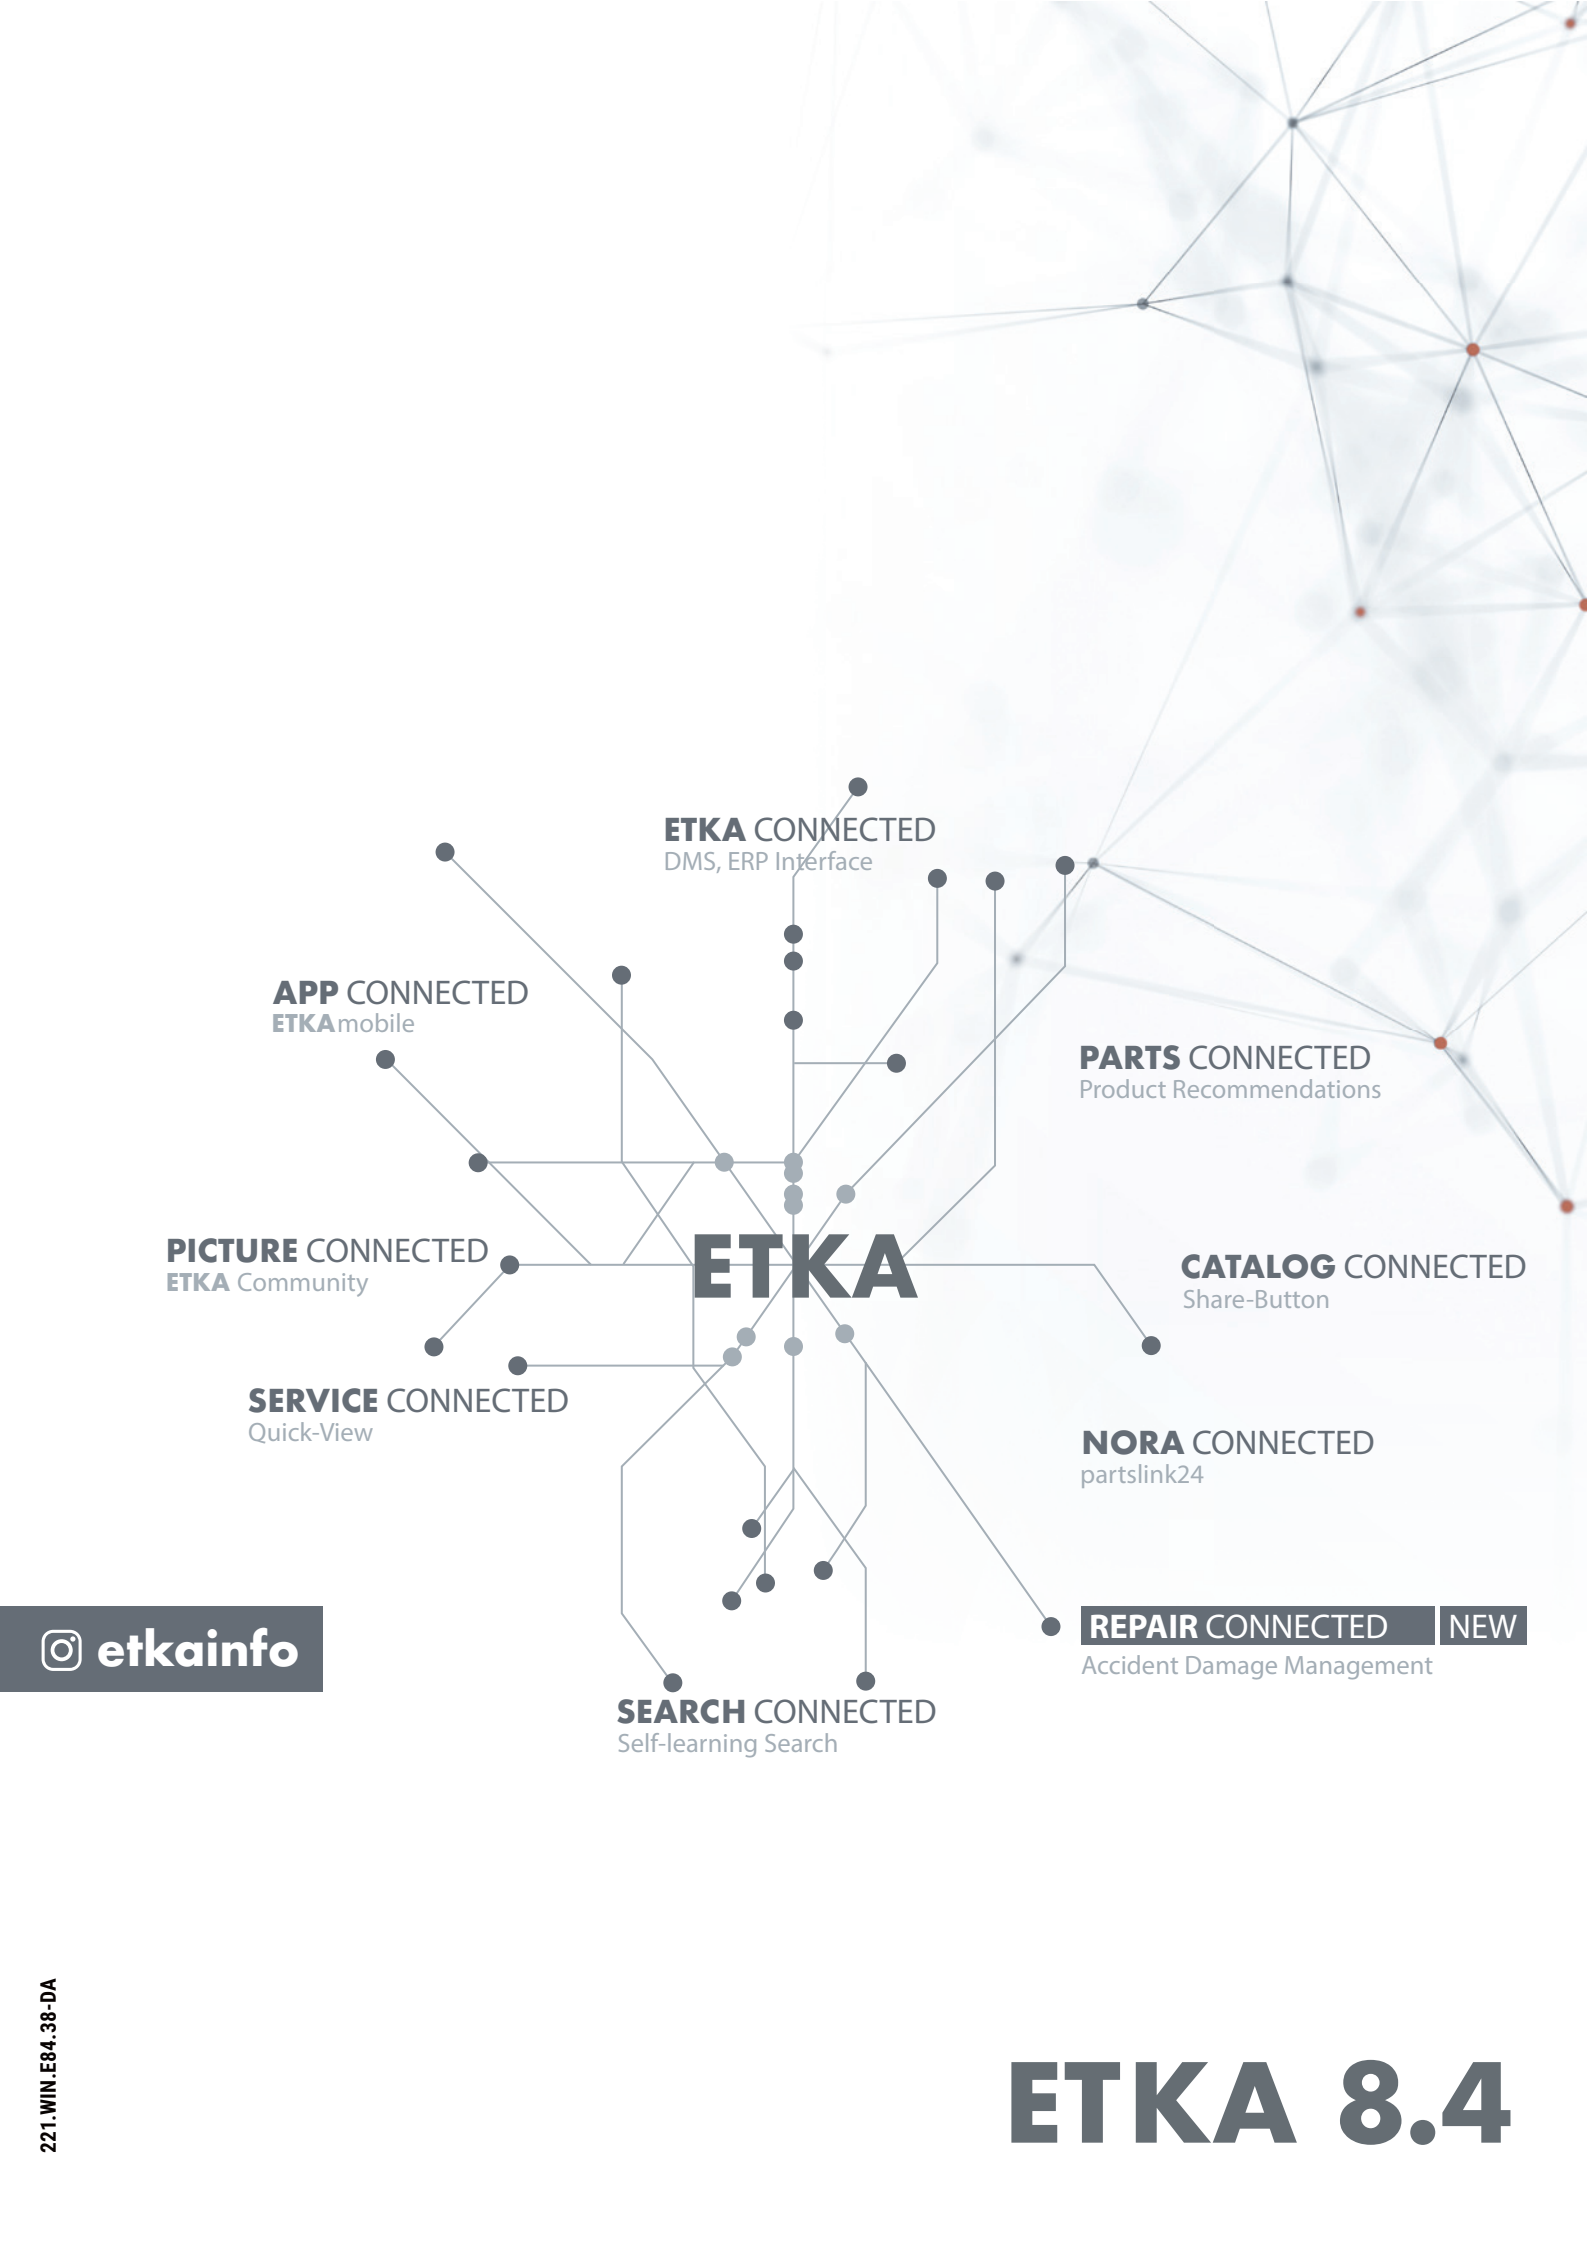 ETKA CONNECTED
DMS, ERP Interface
APP CONNECTED
ETKAmobile
PARTS CONNECTED
Product Recommendations
PICTURE CONNECTED
ETKA Community
ETKA
CATALOG CONNECTED
Share-Button
SERVICE CONNECTED
Quick-View
NORA CONNECTED
partslink24
REPAIR CONNECTED NEW
Accident Damage Management
etkainfo
SEARCH CONNECTED
Self-learning Search
221.WIN.E84.38-DA
ETKA 8.4